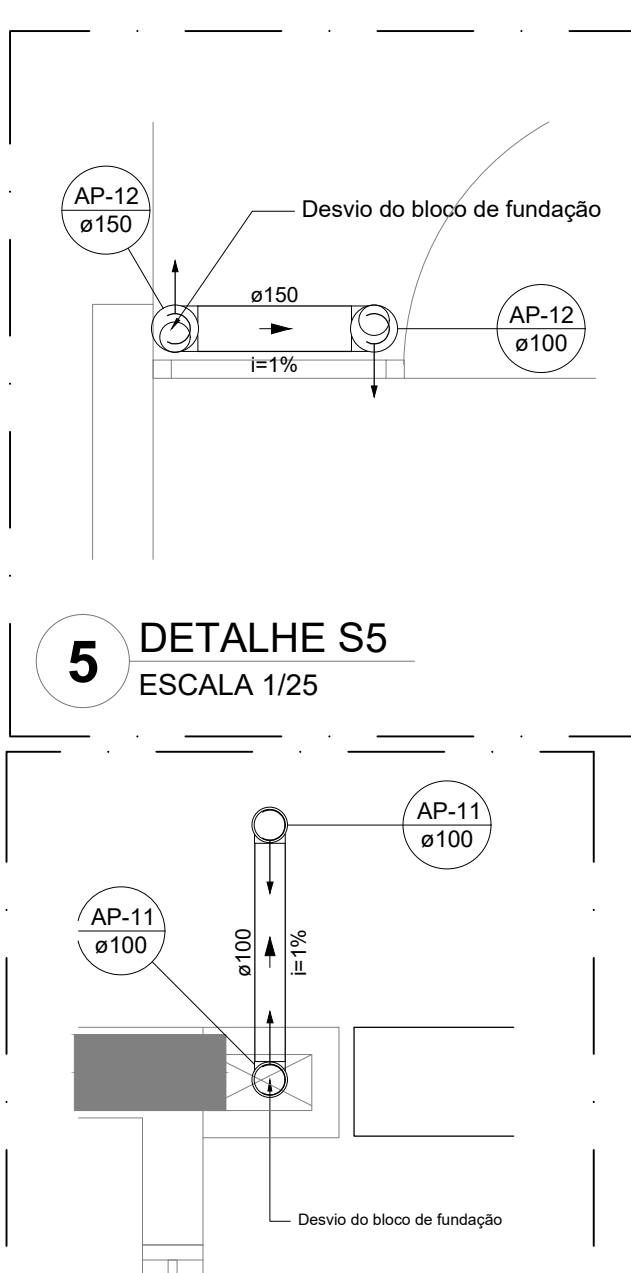 AP-12
ø150
Desvio do bloco de fundação
ø150
i=1%
AP-12
ø100
5
DETALHE S5
ESCALA 1/25
AP-11
ø100
AP-11
ø100
ø100
i=1%
Desvio do bloco de fundação